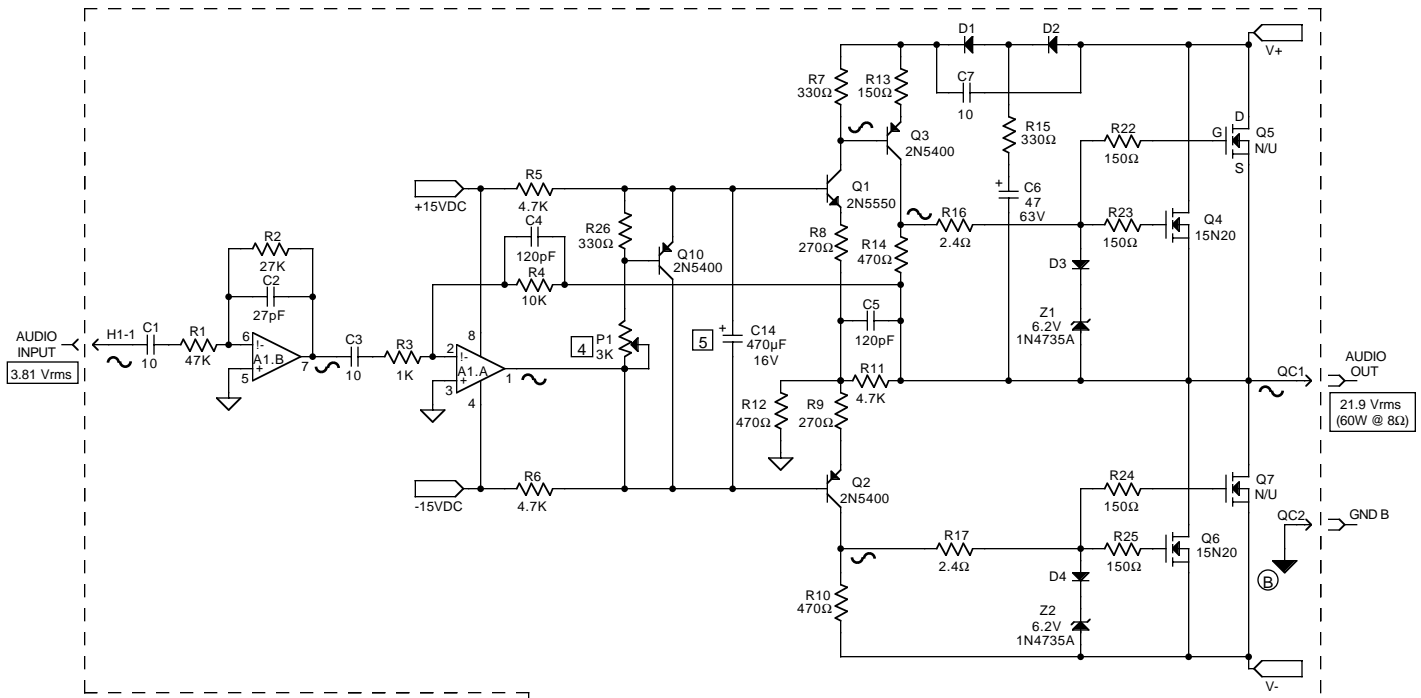 D1
D2
V+
R7
330Ω
R13
150Ω
C7
10
R15
330Ω
Q3
2N5400
R22
150Ω
D
G
S
Q5
N/U
+15VDC
R5
4.7K
Q1
2N5550
+
C6
47
63V
C4
120pF
R26
330Ω
Q10
2N5400
R8
270Ω
R14
470Ω
R16
2.4Ω
R23
150Ω
Q4
15N20
R2
27K
C2
27pF
R4
10K
D3
AUDIO
INPUT
3.81 Vrms
H1-1
C1
10
R1
47K
6
!-
A1.B
+
5
7
C3
10
R3
1K
8
2
!-
A1.A
+
3
4
1
4
P1
3K
+
5
C14
470µF
16V
C5
120pF
Z1
6.2V
1N4735A
R12
470Ω
R11
4.7K
R9
270Ω
QC1
AUDIO
OUT
21.9 Vrms
(60W @ 8Ω)
-15VDC
R6
4.7K
Q2
2N5400
R24
150Ω
Q7
N/U
QC2
GND B
R17
2.4Ω
R25
150Ω
Q6
15N20
B
R10
470Ω
D4
Z2
6.2V
1N4735A
V-